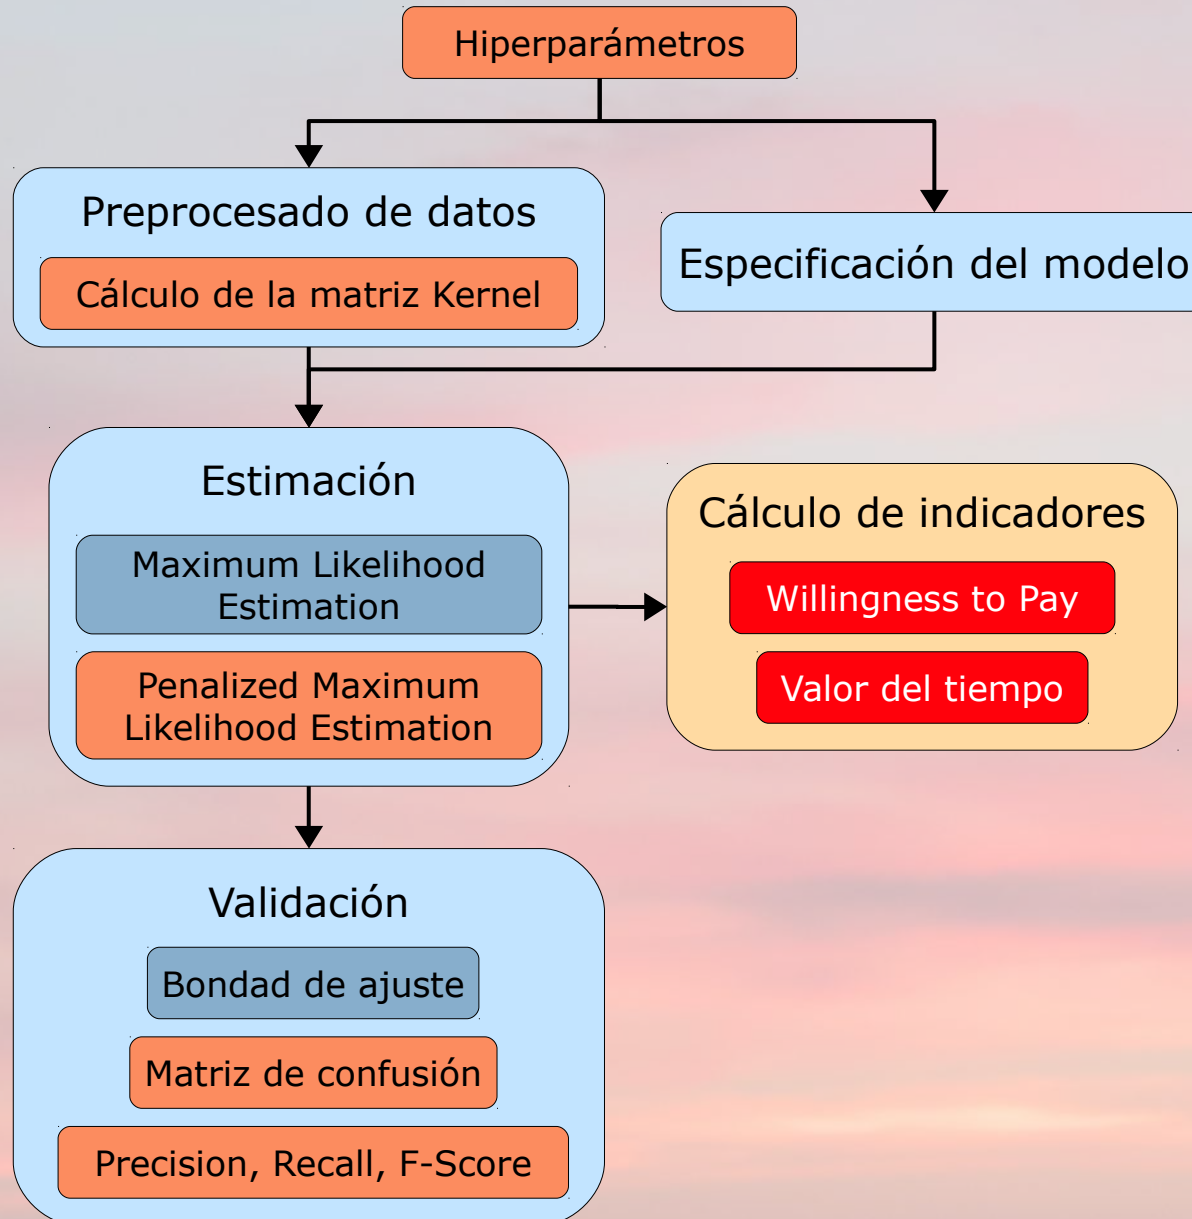 Hiperparámetros
Preprocesado de datos
Cálculo de la matriz Kernel
Especificación del modelo
Estimación
Maximum Likelihood
Estimation
Penalized Maximum
Likelihood Estimation
Cálculo de indicadores
Willingness to Pay
Valor del tiempo
Validación
Bondad de ajuste
Matriz de confusión
Precision, Recall, F-Score